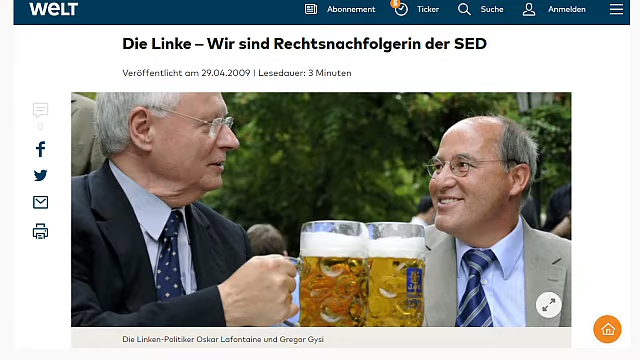 WELT
Abonnement
6
Ticker
Suche
Anmelden
Die Linke – Wir sind Rechtsnachfolgerin der SED
Veröffentlicht am 29.04.2009 | Lesedauer: 3 Minuten
0
Die Linken-Politiker Oskar Lafontaine und Gregor Gysi